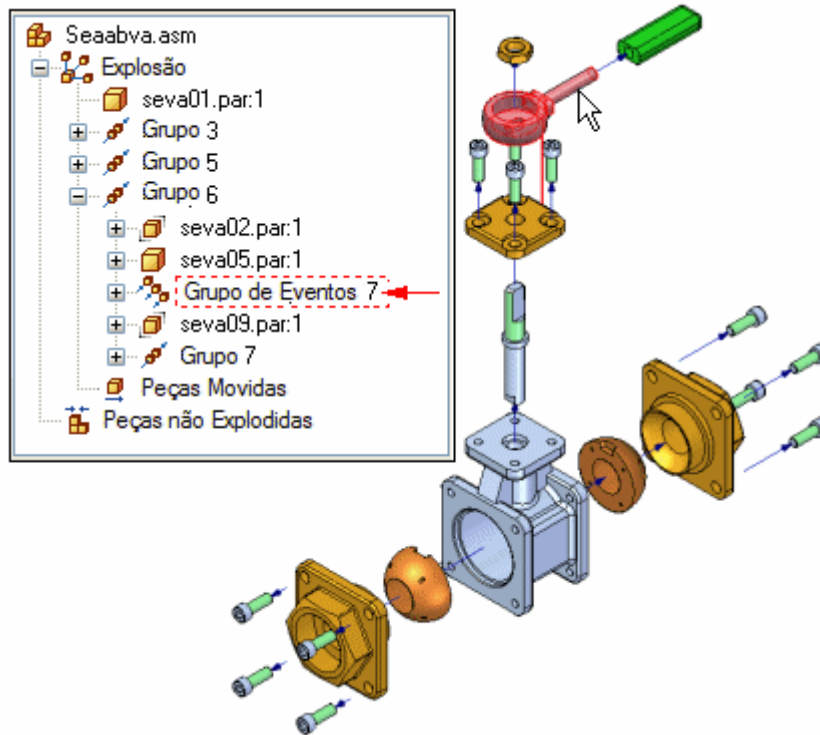 Seaabva.asm
Explosão
seva01.par:1
Grupo 3
Grupo 5
Grupo 6
seva02.par:1
seva05.par:1
Grupo de Eventos 7
seva09.par:1
Grupo 7
Peças Movidas
Peças não Explodidas